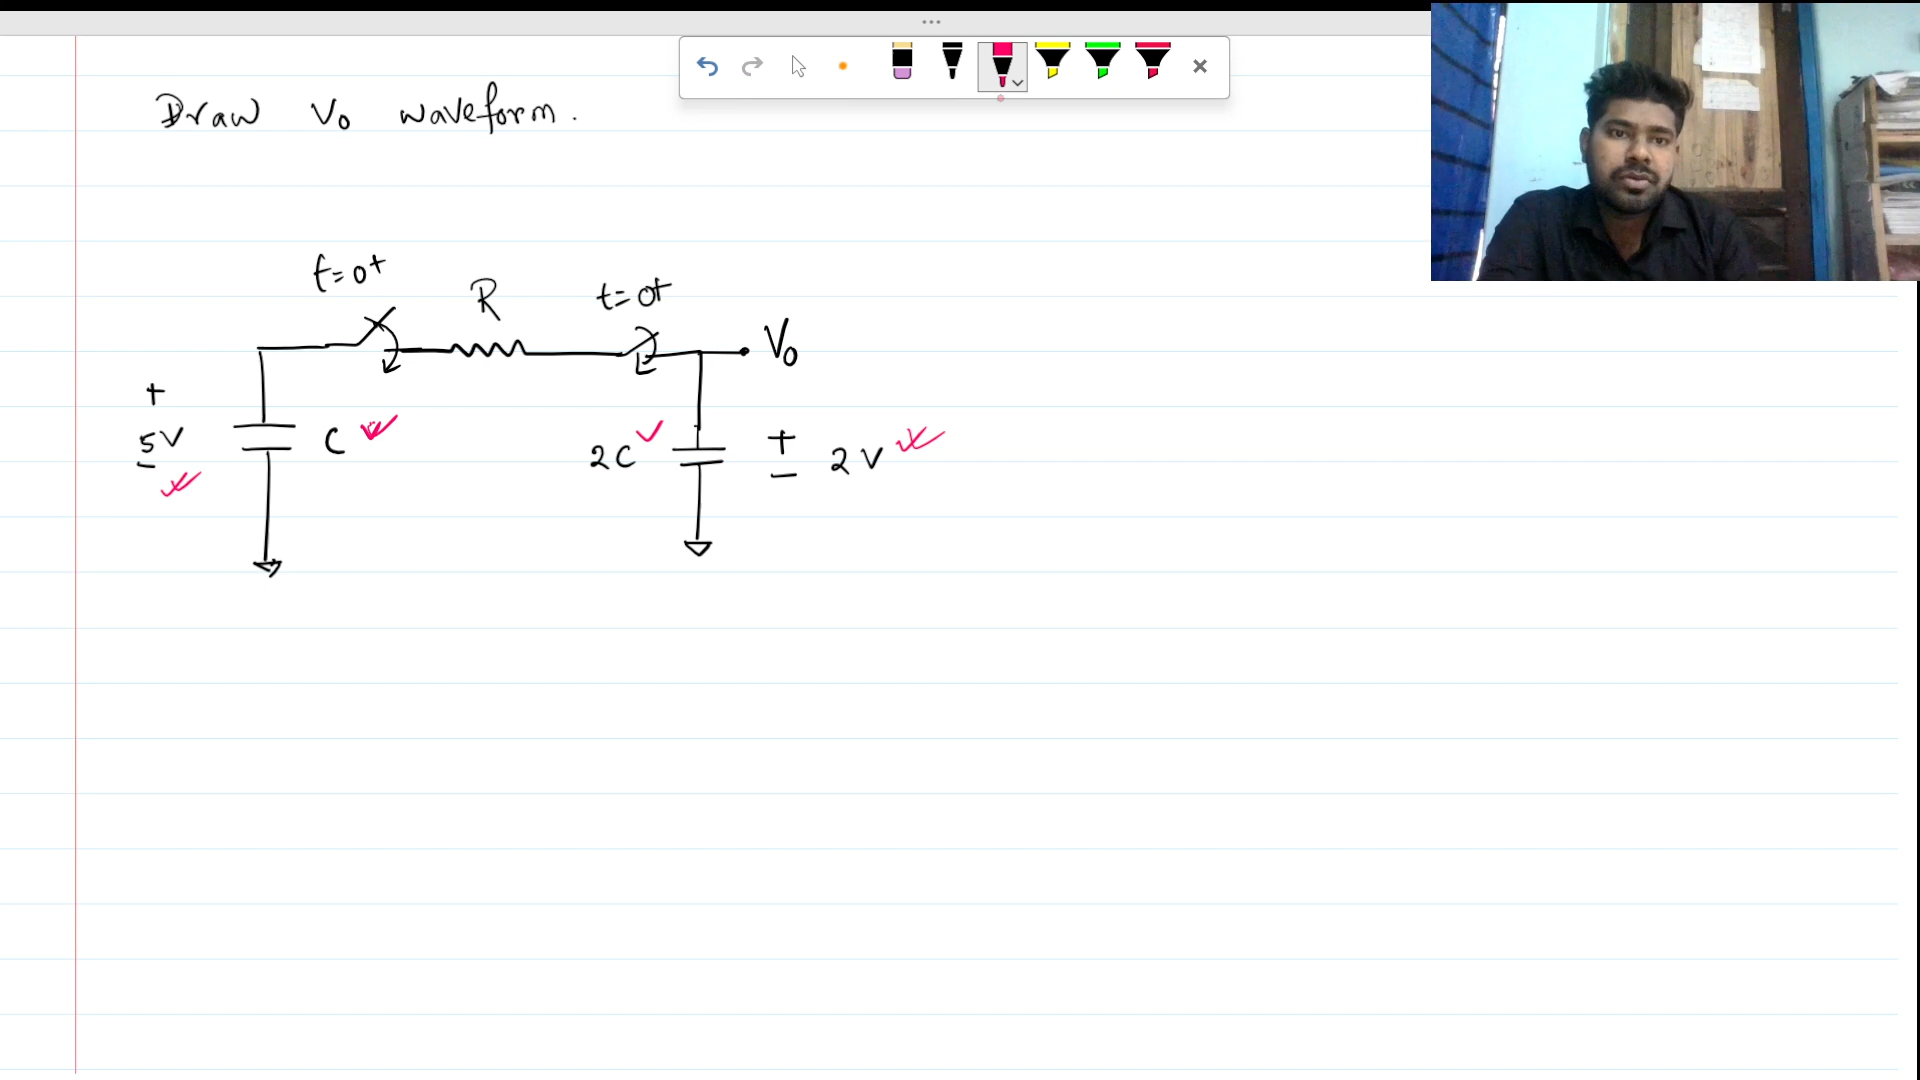 Draw V0 waveform.
t=0+
R
t=0+
V0
+
5V
-
C
2C
+
-
2V